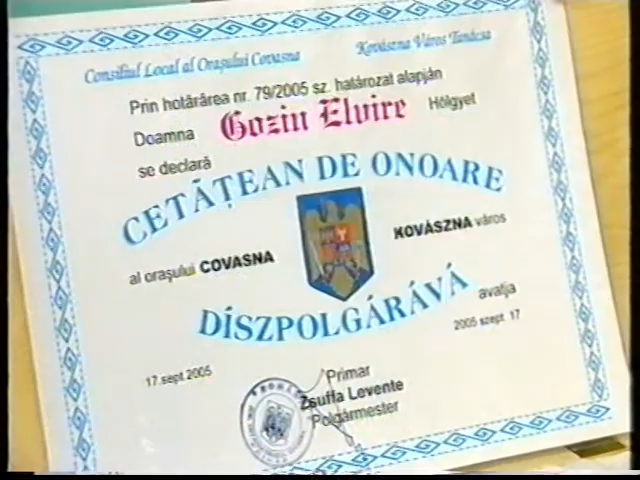 Consiliul Local al Orașului Covasna Kovászna Város Tanácsa
Prin hotărârea nr. 79/2005 sz. határozat alapján
Doamna Gozin Elvire Hölgyet
se declară
CETĂȚEAN DE ONOARE
al orașului COVASNA KOVÁSZNA város
DÍSZPOLGÁRÁVÁ avatja
17.sept.2005 2005 szept. 17
Primar
Zsuffa Levente
Polgármester